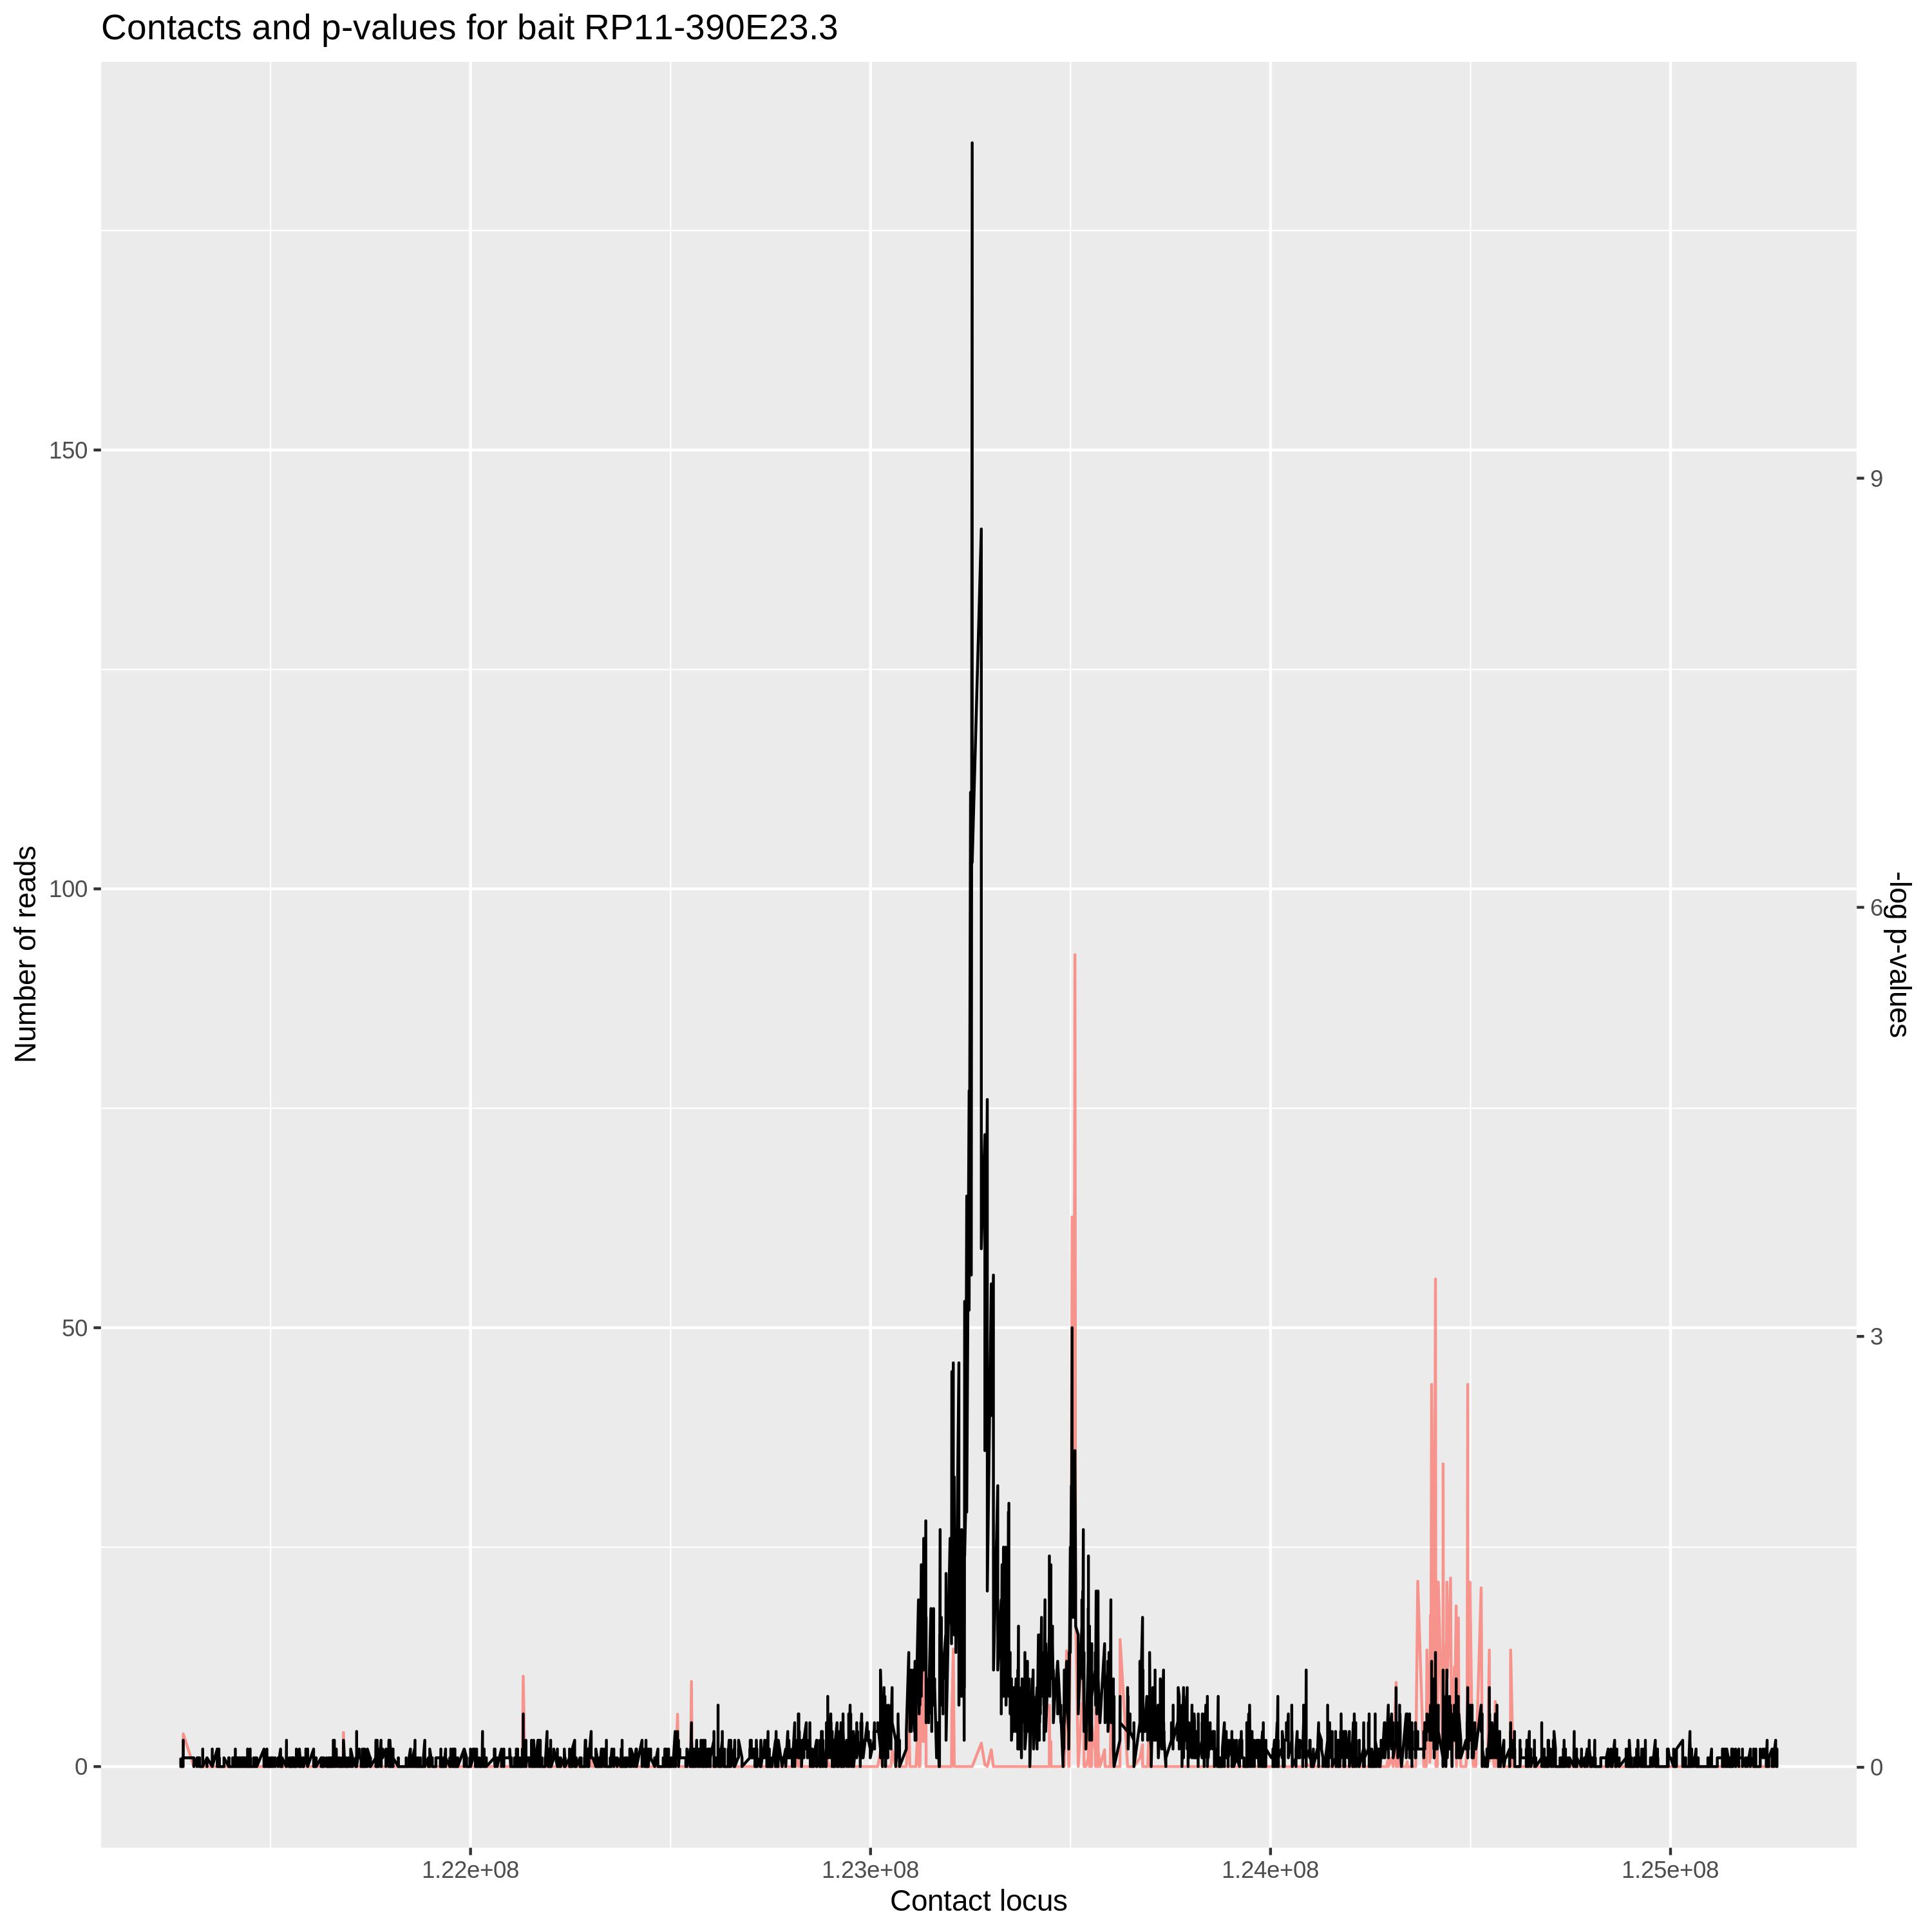 Contacts and p-values for bait RP11-390E23.3
Number of reads
150
100
50
0
9
6
3
0
-log p-values
1.22e+08 1.23e+08 1.24e+08 1.25e+08
Contact locus